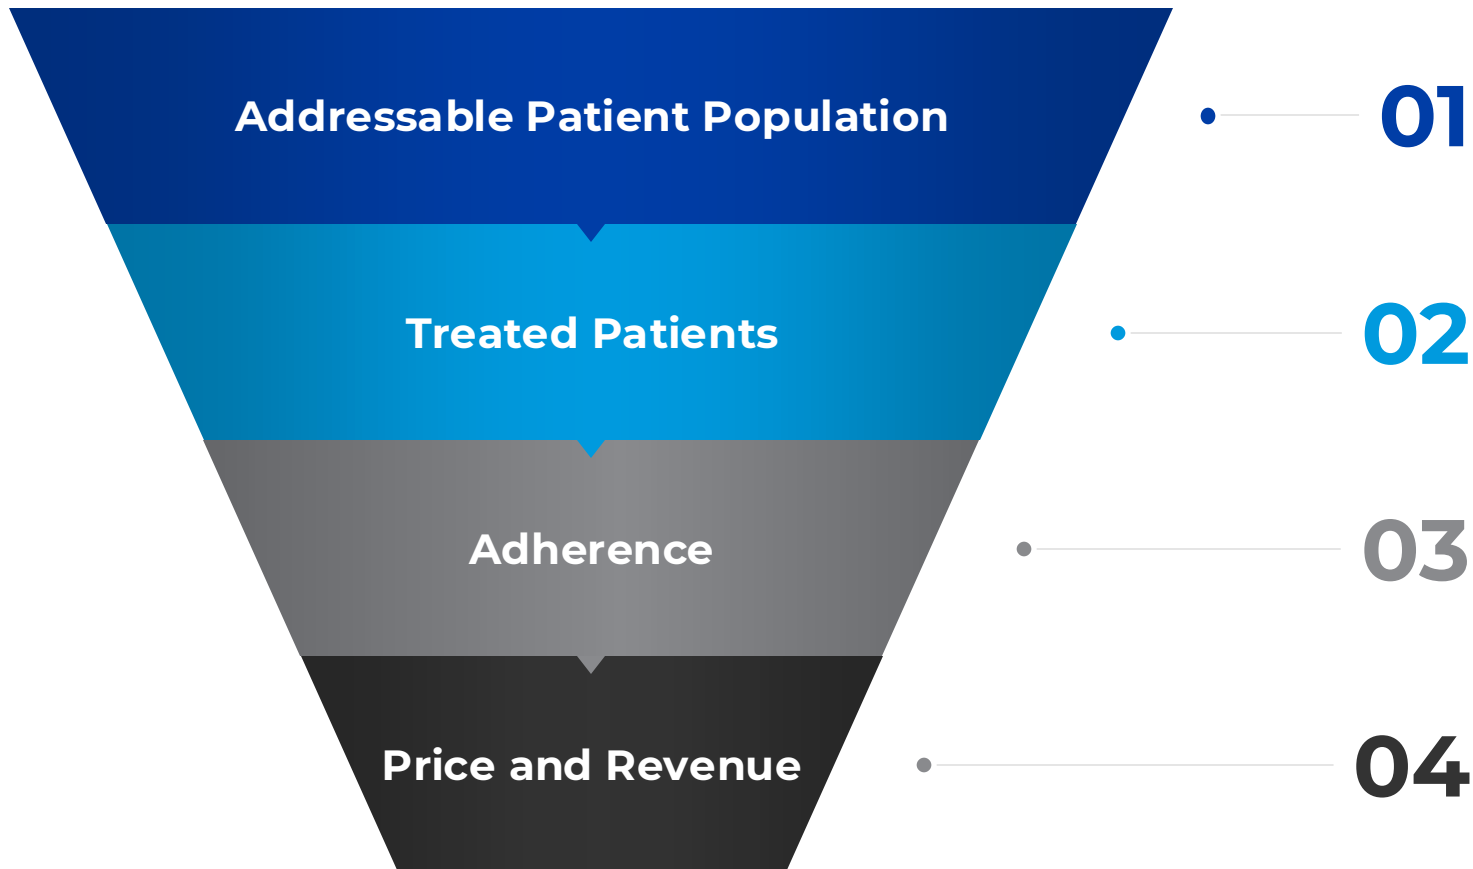 Addressable Patient Population
01
Treated Patients
02
Adherence
03
Price and Revenue
04